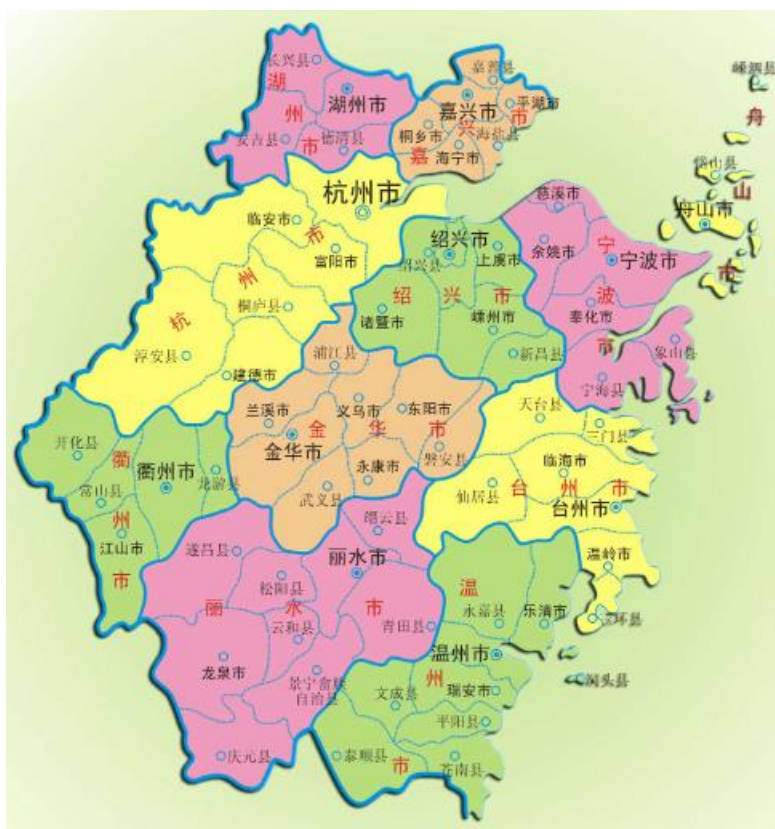 长兴县
湖
州
市
湖州市
安吉县
德清县
嘉善县
嘉兴市
平湖市
市
兴
嘉
桐乡市
海盐县
海宁市
嵊泗县
舟
山
市
岱山县
舟山市
杭州市
临安市
市
富阳市
州
桐庐县
杭
淳安县
建德市
绍兴市
绍兴县
上虞市
绍 兴 市
诸暨市
嵊州市
新昌县
慈溪市
余姚市
宁
宁波市
波
奉化市
市
宁海县
象山县
浦江县
兰溪市
义乌市
东阳市
金 华 市
金华市
永康市
磐安县
武义县
天台县
三门县
临海市
仙居县
台 州 市
台州市
温岭市
玉环县
开化县
衢
衢州市
常山县
龙游县
州
江山市
市
缙云县
遂昌县
丽水市
松阳县
丽 水 市
云和县
青田县
龙泉市
景宁畲族
自治县
庆元县
温
永嘉县
乐清市
温州市
州
洞头县
文成县
瑞安市
平阳县
泰顺县
市
苍南县